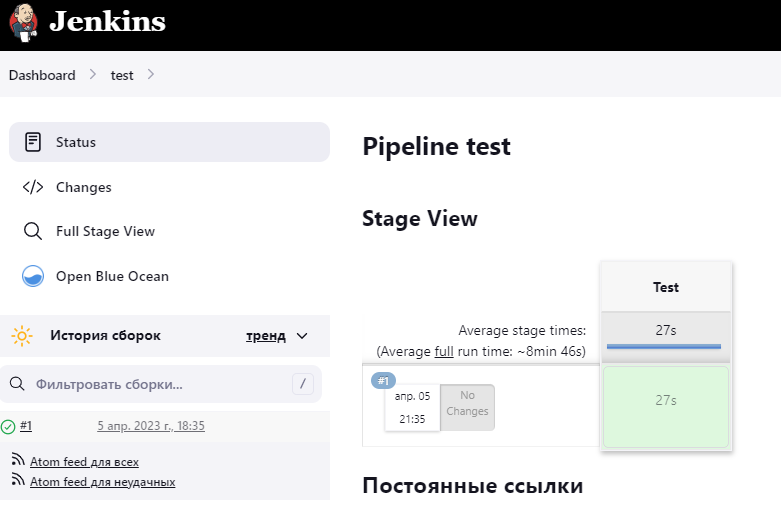 Jenkins
Dashboard
test
Status
Changes
Full Stage View
Open Blue Ocean
История сборок
тренд
Фильтровать сборки...
/
#1
5 апр. 2023 г., 18:35
Atom feed для всех
Atom feed для неудачных
Pipeline test
Stage View
Test
Average stage times:
27s
(Average full run time: ~8min 46s)
#1
апр. 05
21:35
No
Changes
27s
Постоянные ссылки